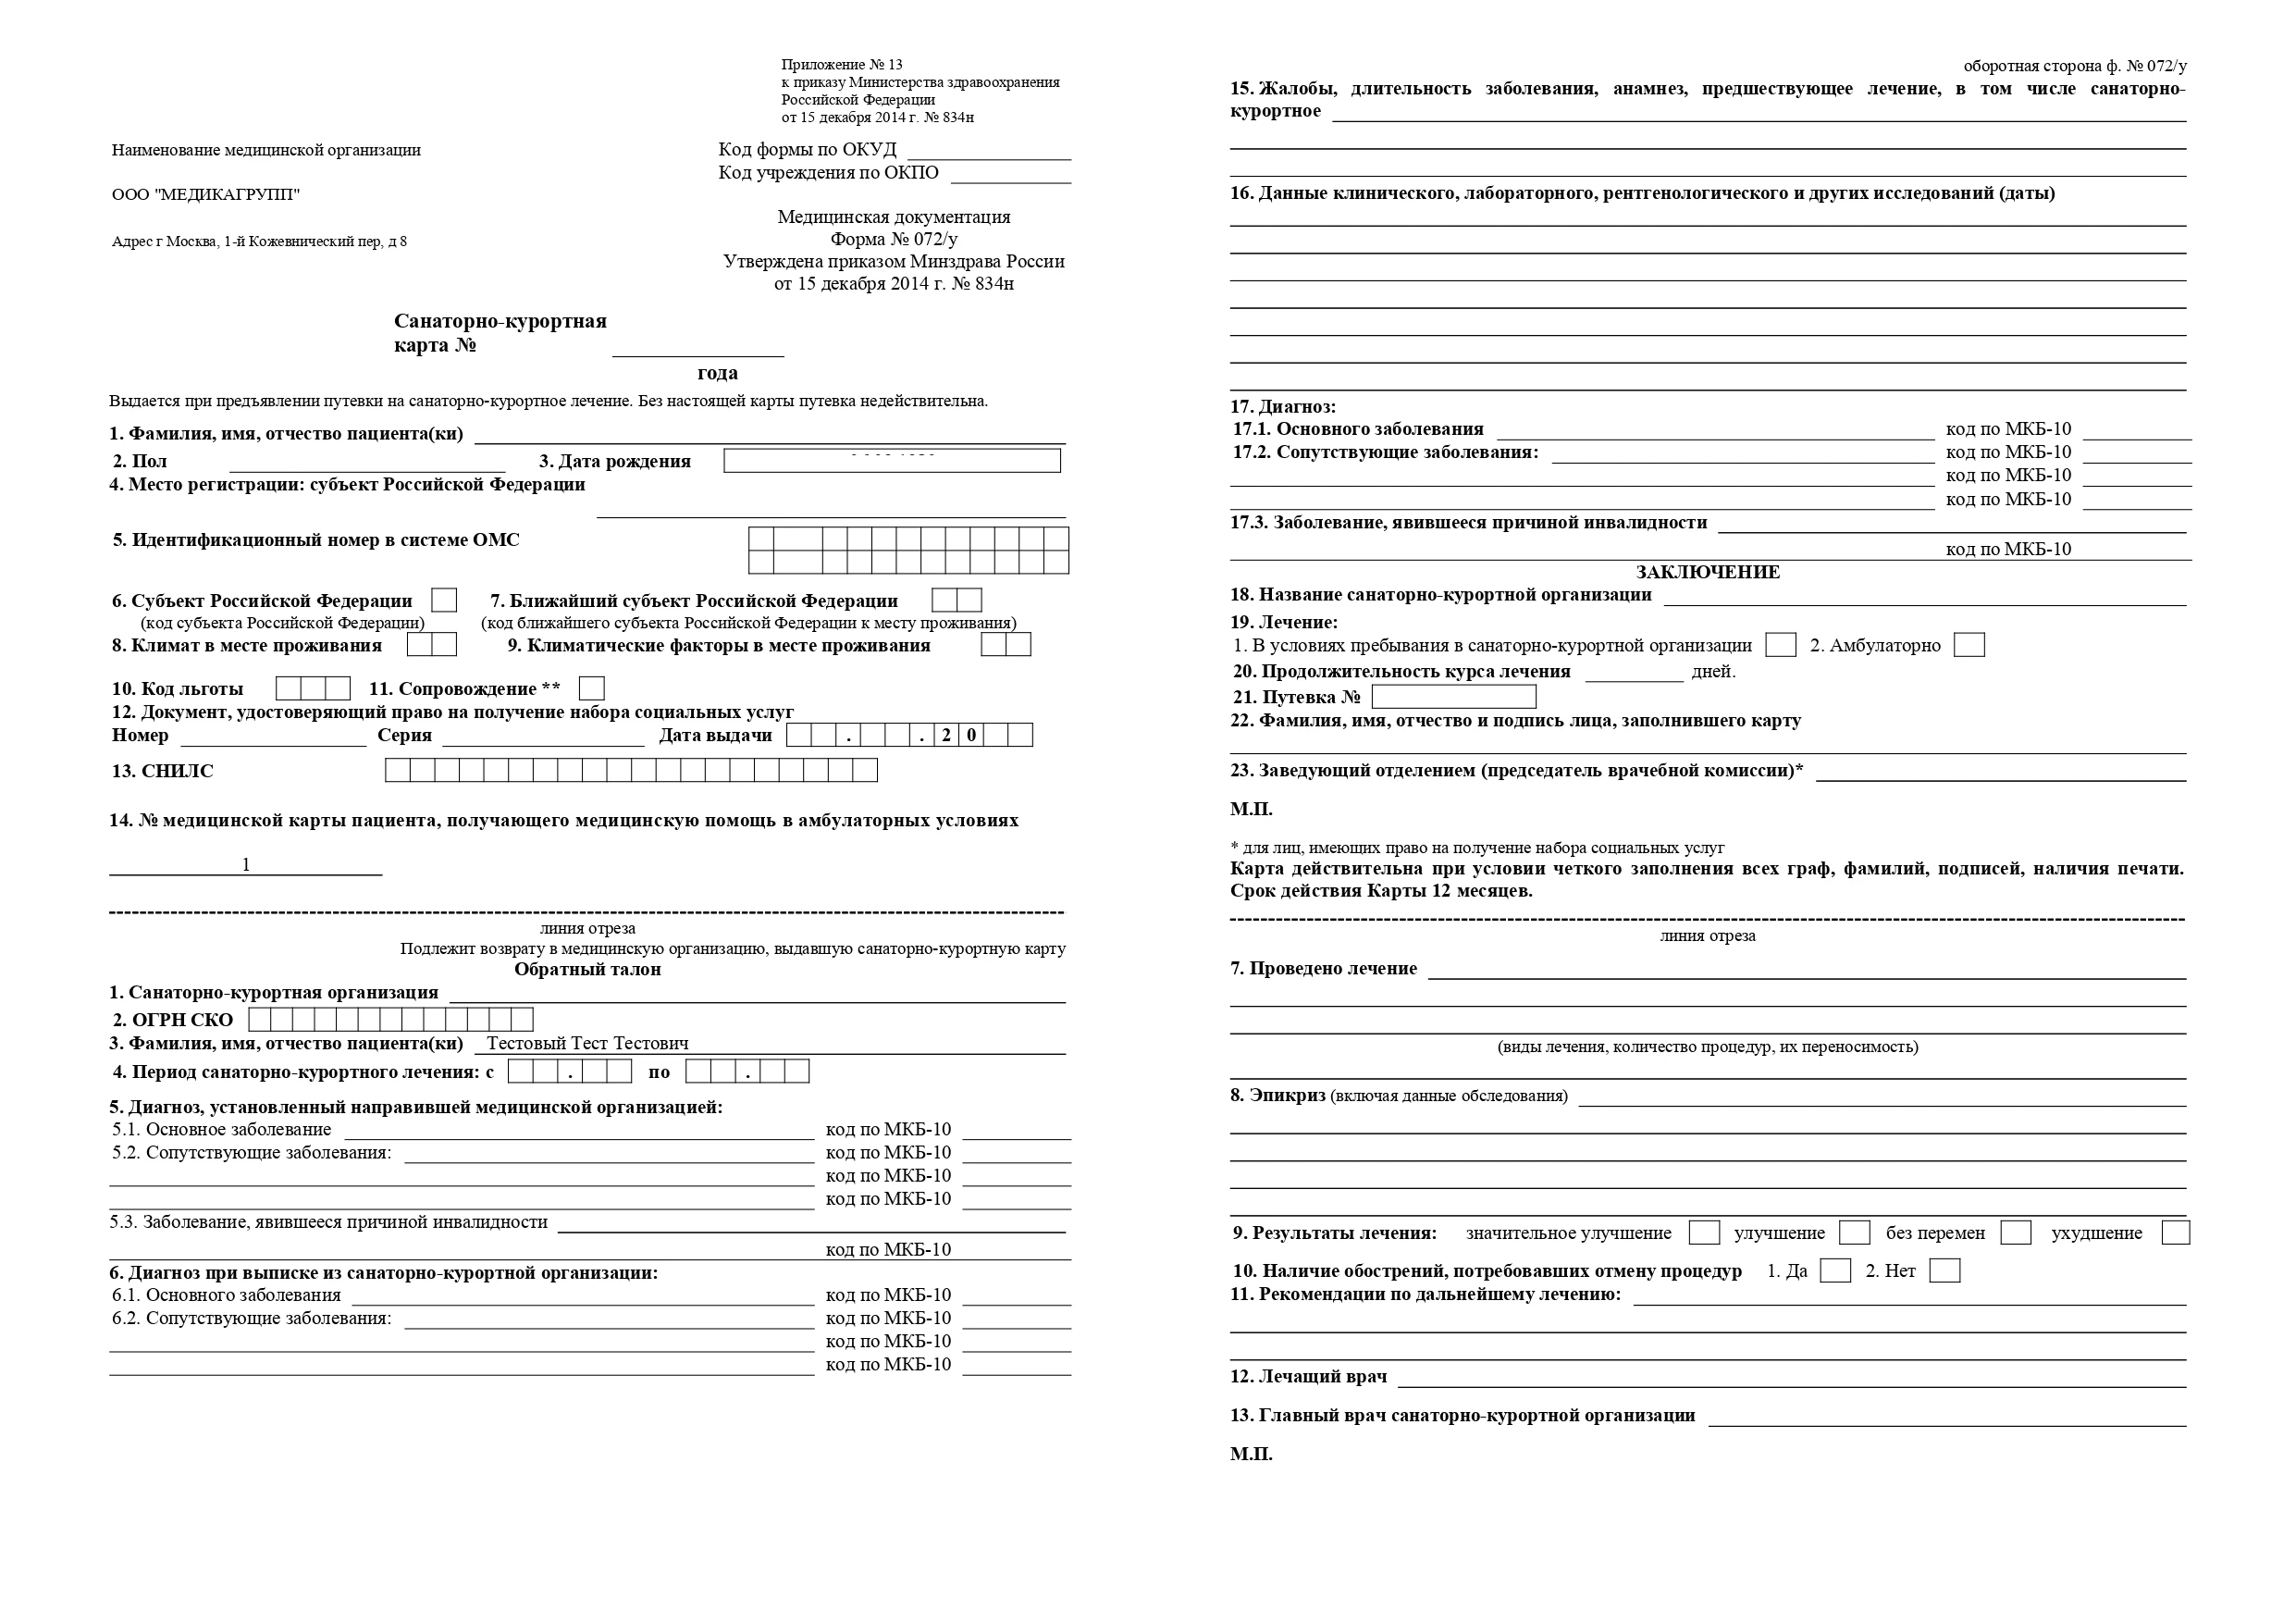 Приложение № 13
к приказу Министерства здравоохранения
Российской Федерации
от 15 декабря 2014 г. № 834н
Наименование медицинской организации
Код формы по ОКУД
Код учреждения по ОКПО
ООО "МЕДИКАГРУПП"
Адрес г Москва, 1-й Кожевнический пер, д 8
Медицинская документация
Форма № 072/у
Утверждена приказом Минздрава России
от 15 декабря 2014 г. № 834н
Санаторно-курортная
карта №
года
Выдается при предъявлении путевки на санаторно-курортное лечение. Без настоящей карты путевка недействительна.
1. Фамилия, имя, отчество пациента(ки)
2. Пол 3. Дата рождения
4. Место регистрации: субъект Российской Федерации
5. Идентификационный номер в системе ОМС
6. Субъект Российской Федерации 7. Ближайший субъект Российской Федерации
(код субъекта Российской Федерации) (код ближайшего субъекта Российской Федерации к месту проживания)
8. Климат в месте проживания 9. Климатические факторы в месте проживания
10. Код льготы 11. Сопровождение **
12. Документ, удостоверяющий право на получение набора социальных услуг
Номер Серия Дата выдачи . . 2 0
13. СНИЛС
14. № медицинской карты пациента, получающего медицинскую помощь в амбулаторных условиях
1
линия отреза
Подлежит возврату в медицинскую организацию, выдавшую санаторно-курортную карту
Обратный талон
1. Санаторно-курортная организация
2. ОГРН СКО
3. Фамилия, имя, отчество пациента(ки) Тестовый Тест Тестович
4. Период санаторно-курортного лечения: с . по .
5. Диагноз, установленный направившей медицинской организацией:
5.1. Основное заболевание код по МКБ-10
5.2. Сопутствующие заболевания: код по МКБ-10
код по МКБ-10
код по МКБ-10
5.3. Заболевание, явившееся причиной инвалидности
код по МКБ-10
6. Диагноз при выписке из санаторно-курортной организации:
6.1. Основного заболевания код по МКБ-10
6.2. Сопутствующие заболевания: код по МКБ-10
код по МКБ-10
код по МКБ-10
оборотная сторона ф. № 072/у
15. Жалобы, длительность заболевания, анамнез, предшествующее лечение, в том числе санаторно-
курортное
16. Данные клинического, лабораторного, рентгенологического и других исследований (даты)
17. Диагноз:
17.1. Основного заболевания код по МКБ-10
17.2. Сопутствующие заболевания: код по МКБ-10
код по МКБ-10
код по МКБ-10
17.3. Заболевание, явившееся причиной инвалидности
код по МКБ-10
ЗАКЛЮЧЕНИЕ
18. Название санаторно-курортной организации
19. Лечение:
1. В условиях пребывания в санаторно-курортной организации 2. Амбулаторно
20. Продолжительность курса лечения дней.
21. Путевка №
22. Фамилия, имя, отчество и подпись лица, заполнившего карту
23. Заведующий отделением (председатель врачебной комиссии)*
М.П.
* для лиц, имеющих право на получение набора социальных услуг
Карта действительна при условии четкого заполнения всех граф, фамилий, подписей, наличия печати.
Срок действия Карты 12 месяцев.
линия отреза
7. Проведено лечение
(виды лечения, количество процедур, их переносимость)
8. Эпикриз (включая данные обследования)
9. Результаты лечения: значительное улучшение улучшение без перемен ухудшение
10. Наличие обострений, потребовавших отмену процедур 1. Да 2. Нет
11. Рекомендации по дальнейшему лечению:
12. Лечащий врач
13. Главный врач санаторно-курортной организации
М.П.